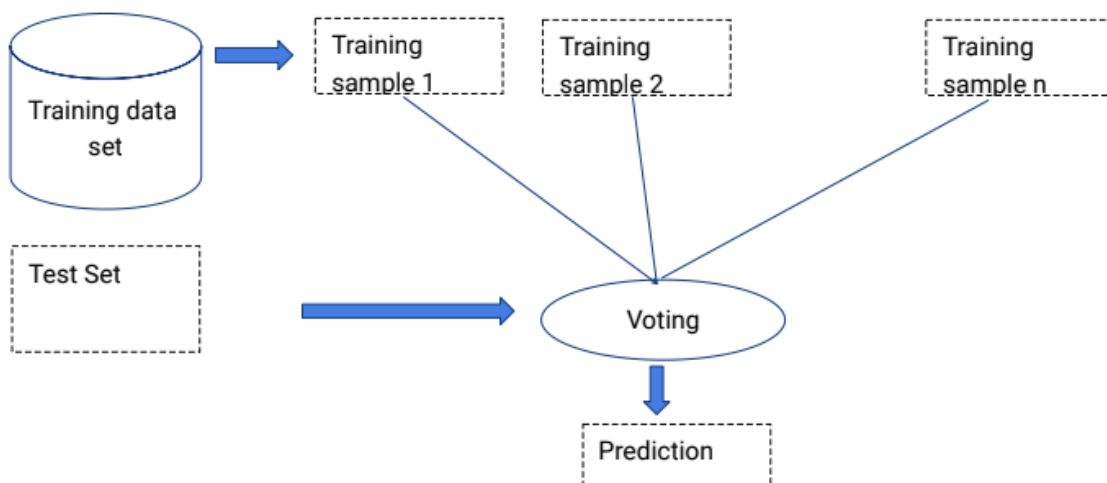 Training data
set
Training
sample 1
Training
sample 2
Training
sample n
Test Set
Voting
Prediction